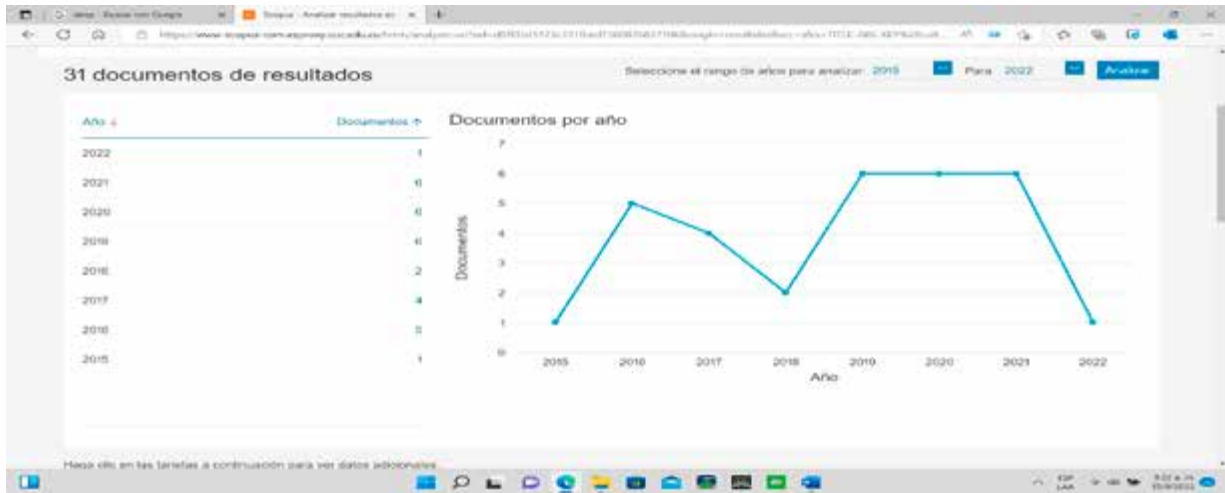 31 documentos de resultados
Seleccione el rango de años para analizar: 2015 Para 2022 Analizar
Año Documentos
2022 1
2021 6
2020 6
2019 6
2018 2
2017 4
2016 5
2015 1
Documentos por año
7
6
5
4
3
2
1
0
Documentos
2015 2016 2017 2018 2019 2020 2021 2022
Año
Haga clic en las tarjetas a continuación para ver datos adicionales
ESP
LAA